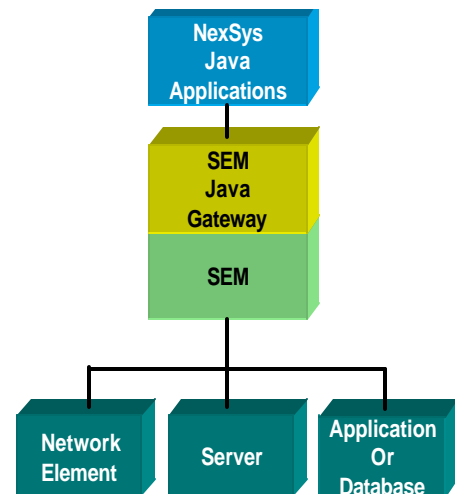 NexSys
Java
Applications
SEM
Java
Gateway
SEM
Network
Element
Server
Application
Or
Database